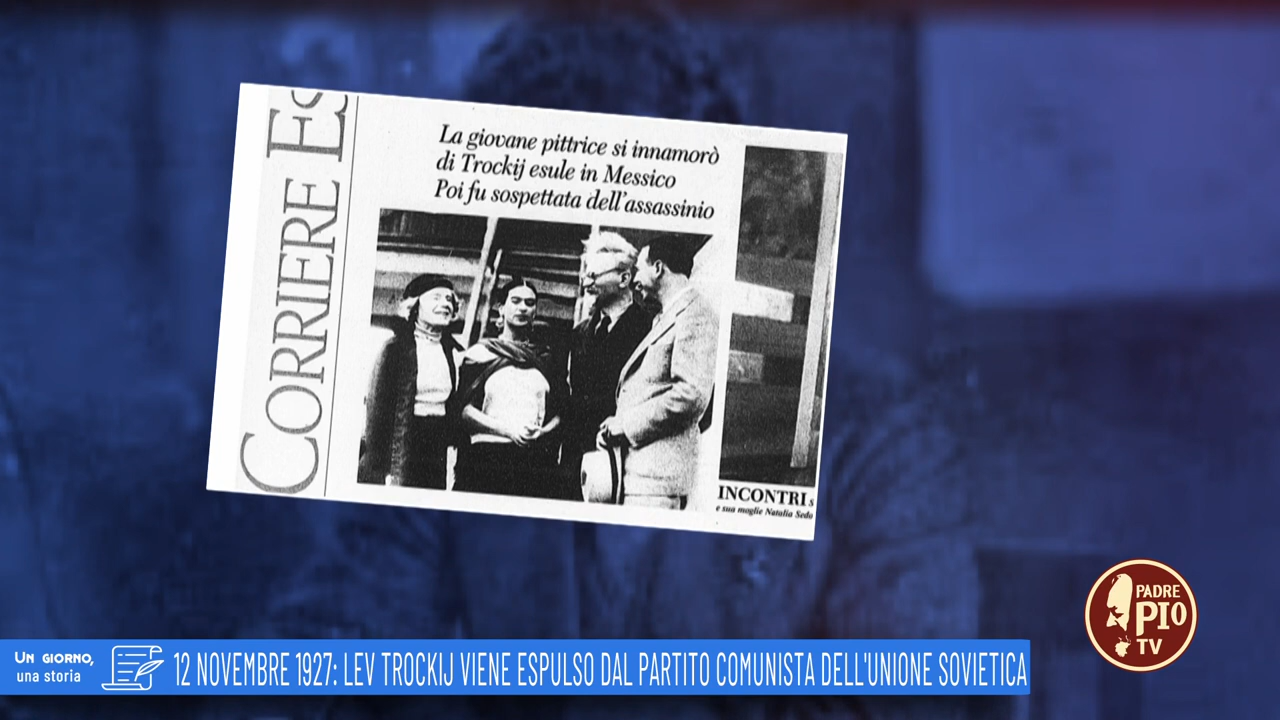 CORRIERE ES
La giovane pittrice si innamorò
di Trockij esule in Messico
Poi fu sospettata dell'assassinio
INCONTRI s
e sua moglie Natalia Sedo
PADRE
PIO
TV
UN GIORNO,
una storia
12 NOVEMBRE 1927: LEV TROCKIJ VIENE ESPULSO DAL PARTITO COMUNISTA DELL'UNIONE SOVIETICA